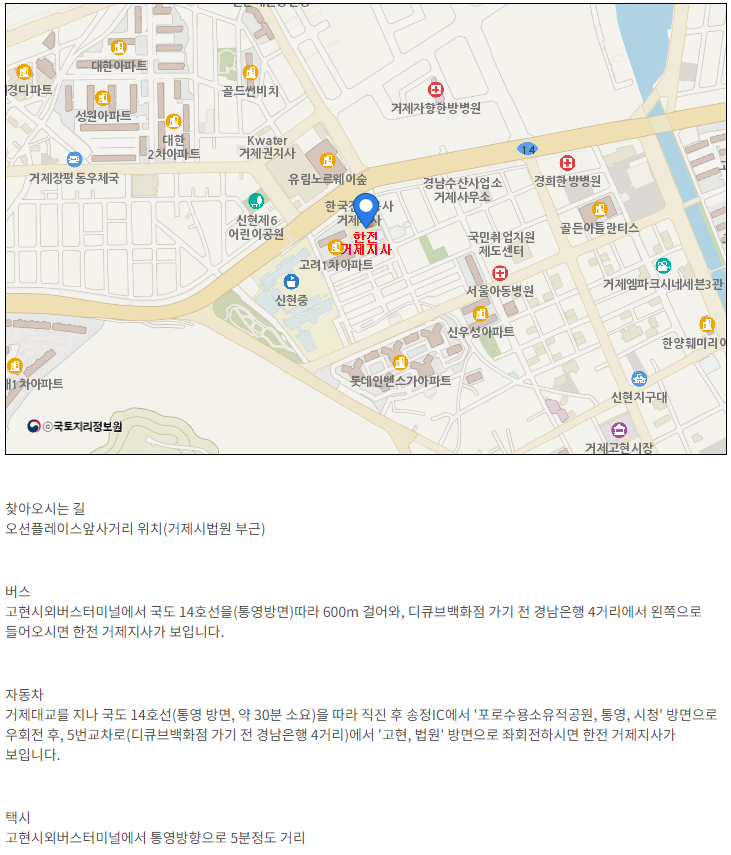 대한아파트
경디파트
골드썬비치
성원아파트
거제자향한방병원
대한
2차아파트
Kwater
거제권지사
14
거제장평동우체국
유림노르웨이숲
경남수산사업소
거제사무소
경희한방병원
신현제6
어린이공원
한전
거제지사
고려1차아파트
국민취업지원
제도센터
골든아틀란티스
신현중
서울아동병원
거제엠파크시네세븐3관
신우성아파트
롯데인벤스가아파트
1차아파트
신현지구대
거제고현시장
©국토지리정보원
찾아오시는 길
오션플레이스앞사거리 위치(거제시법원 부근)
버스
고현시외버스터미널에서 국도 14호선을(통영방면)따라 600m 걸어와, 디큐브백화점 가기 전 경남은행 4거리에서 왼쪽으로
들어오시면 한전 거제지사가 보입니다.
자동차
거제대교를 지나 국도 14호선(통영 방면, 약 30분 소요)을 따라 직진 후 송정IC에서 '포로수용소유적공원, 통영, 시청' 방면으로
우회전 후, 5번교차로(디큐브백화점 가기 전 경남은행 4거리)에서 '고현, 법원' 방면으로 좌회전하시면 한전 거제지사가
보입니다.
택시
고현시외버스터미널에서 통영방향으로 5분정도 거리